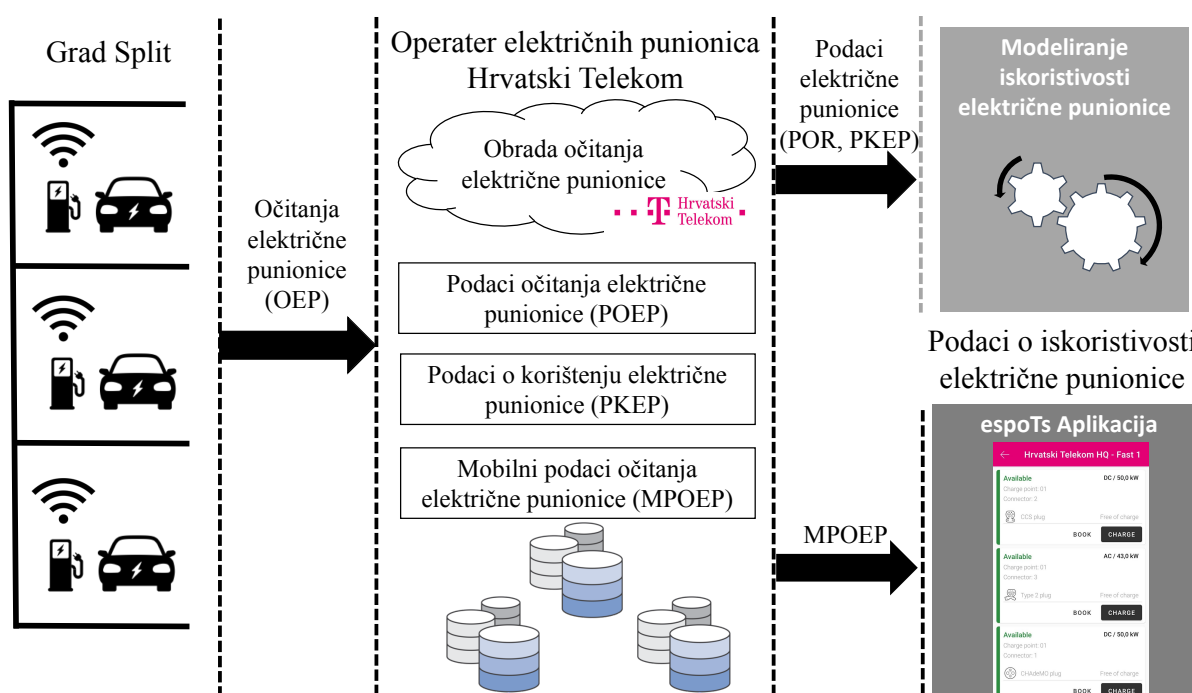 Grad Split
Očitanja
električne
punionice
(OEP)
Operater električnih punionica
Hrvatski Telekom
Obrada očitanja
električne punionice
Hrvatski
Telekom
Podaci očitanja električne
punionice (POEP)
Podaci o korištenju električne
punionice (PKEP)
Mobilni podaci očitanja
električne punionice (MPOEP)
Podaci
električne
punionice
(POR, PKEP)
MPOEP
Modeliranje
iskoristivosti
električne punionice
Podaci o iskoristivosti
električne punionice
espoTs Aplikacija
Hrvatski Telekom HQ - Fast 1
Available DC / 50,0 kW
Charge point: 01
Connector: 2
CCS plug Free of charge
BOOK CHARGE
Available AC / 43,0 kW
Charge point: 01
Connector: 3
Type 2 plug Free of charge
BOOK CHARGE
Available DC / 50,0 kW
Charge point: 01
Connector: 1
CHAdeMO plug Free of charge
BOOK CHARGE